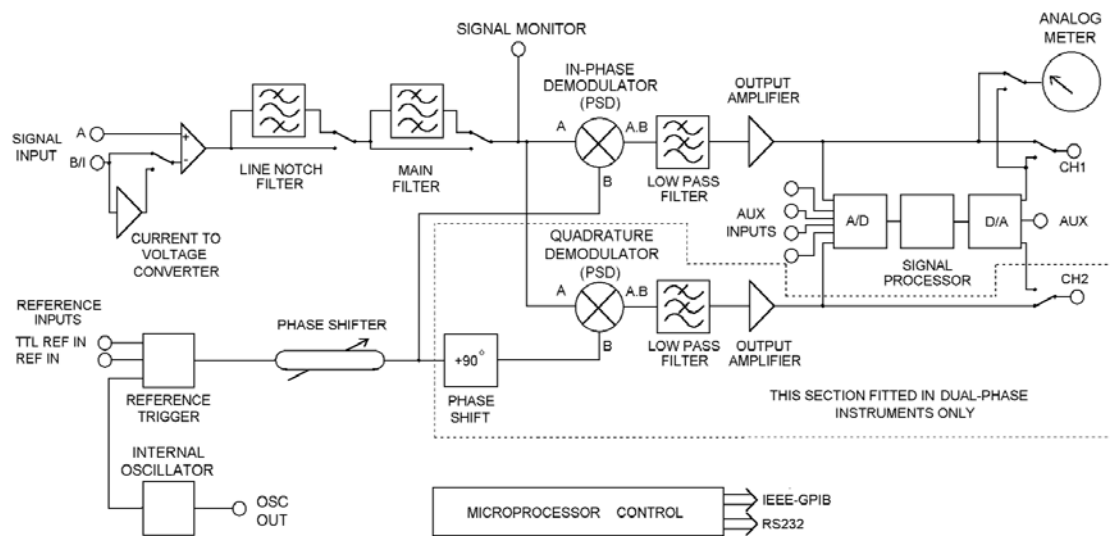 SIGNAL MONITOR
ANALOG
METER
IN-PHASE
DEMODULATOR
(PSD)
OUTPUT
AMPLIFIER
SIGNAL
INPUT
A
B/I
+
-
LINE NOTCH
FILTER
MAIN
FILTER
A
A.B
B
LOW PASS
FILTER
CH1
CURRENT TO
VOLTAGE
CONVERTER
AUX
INPUTS
A/D
D/A
AUX
SIGNAL
PROCESSOR
QUADRATURE
DEMODULATOR
(PSD)
A
A.B
B
LOW PASS
FILTER
OUTPUT
AMPLIFIER
CH2
REFERENCE
INPUTS
TTL REF IN
REF IN
REFERENCE
TRIGGER
PHASE SHIFTER
+90°
PHASE
SHIFT
THIS SECTION FITTED IN DUAL-PHASE
INSTRUMENTS ONLY
INTERNAL
OSCILLATOR
OSC
OUT
MICROPROCESSOR CONTROL
IEEE-GPIB
RS232